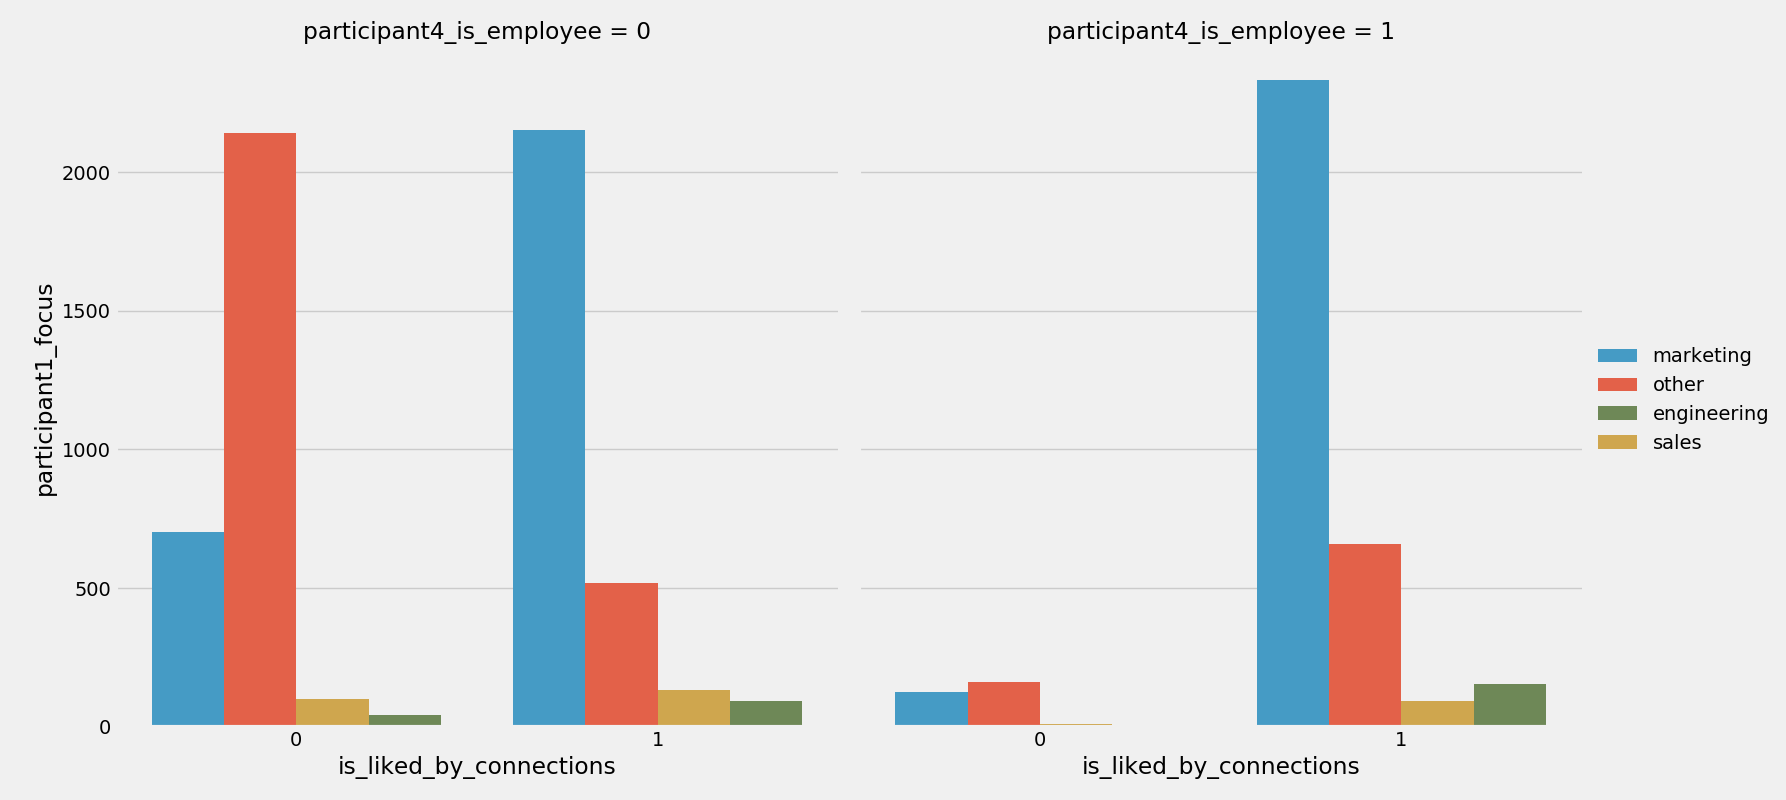 participant4_is_employee = 0
participant4_is_employee = 1
participant1_focus
2000
1500
1000
500
0
0
1
0
1
is_liked_by_connections
is_liked_by_connections
marketing
other
engineering
sales